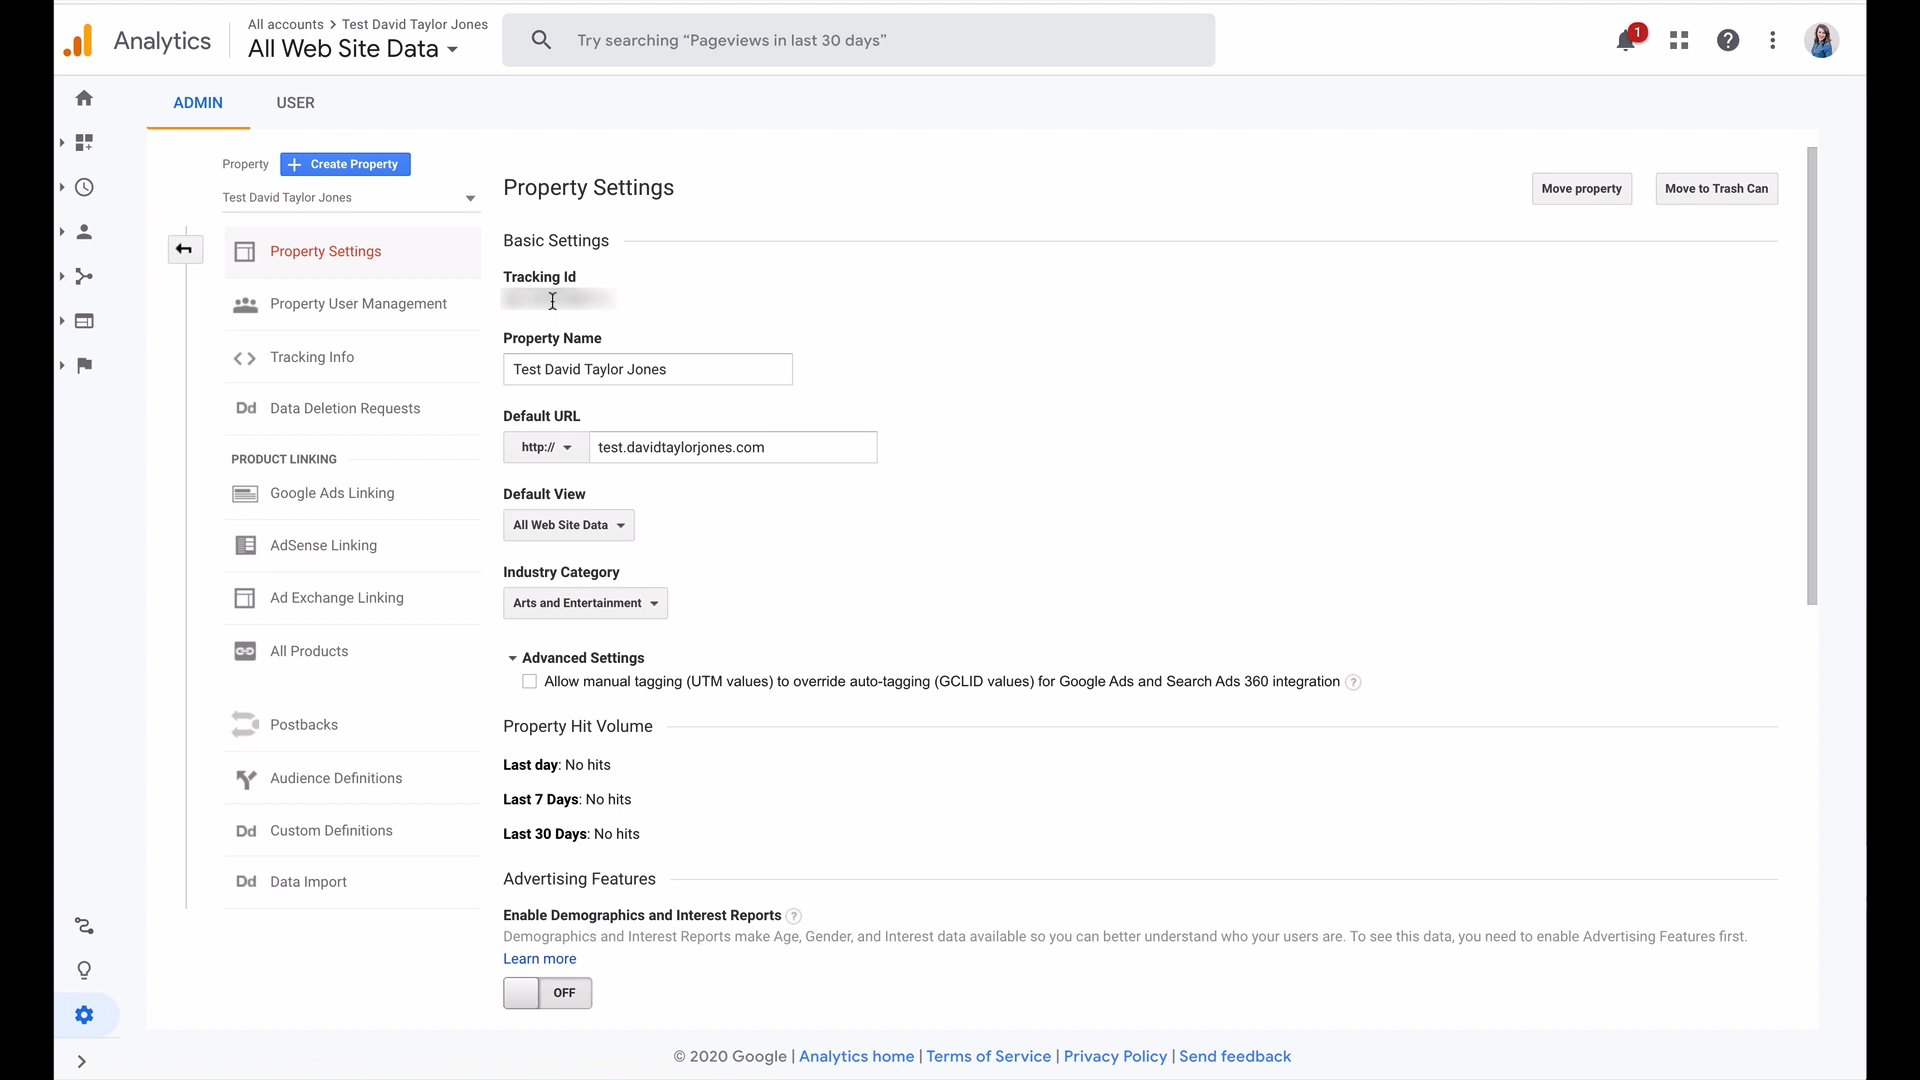 Analytics
All accounts > Test David Taylor Jones
All Web Site Data
Try searching “Pageviews in last 30 days”
1
ADMIN
USER
Property
Create Property
Test David Taylor Jones
Property Settings
Property User Management
Tracking Info
Dd Data Deletion Requests
PRODUCT LINKING
Google Ads Linking
AdSense Linking
Ad Exchange Linking
All Products
Postbacks
Audience Definitions
Dd Custom Definitions
Dd Data Import
Property Settings
Move property
Move to Trash Can
Basic Settings
Tracking Id
Property Name
Test David Taylor Jones
Default URL
http://
test.davidtaylorjones.com
Default View
All Web Site Data
Industry Category
Arts and Entertainment
Advanced Settings
Allow manual tagging (UTM values) to override auto-tagging (GCLID values) for Google Ads and Search Ads 360 integration ?
Property Hit Volume
Last day: No hits
Last 7 Days: No hits
Last 30 Days: No hits
Advertising Features
Enable Demographics and Interest Reports ?
Demographics and Interest Reports make Age, Gender, and Interest data available so you can better understand who your users are. To see this data, you need to enable Advertising Features first.
Learn more
OFF
© 2020 Google | Analytics home | Terms of Service | Privacy Policy | Send feedback